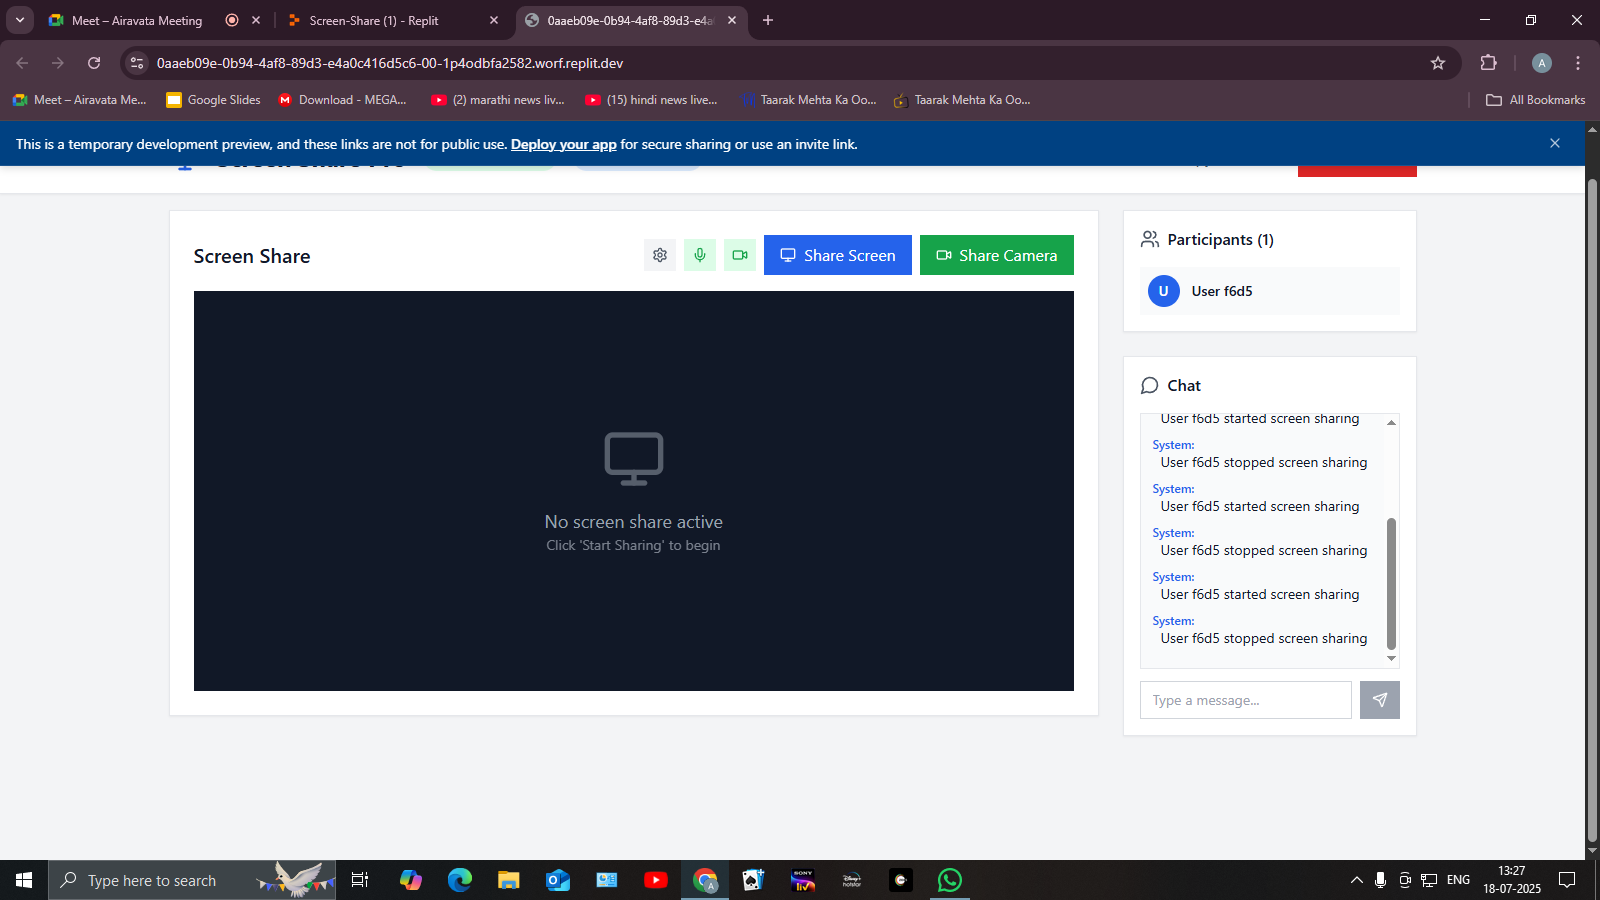 Meet – Airavata Meeting
Screen-Share (1) - Replit
0aaeb09e-0b94-4af8-89d3-e4a
0aaeb09e-0b94-4af8-89d3-e4a0c416d5c6-00-1p4odbfa2582.worf.replit.dev
A
Meet – Airavata Me...
Google Slides
Download - MEGA...
(2) marathi news liv...
(15) hindi news live...
Taarak Mehta Ka Oo...
Taarak Mehta Ka Oo...
All Bookmarks
This is a temporary development preview, and these links are not for public use. Deploy your app for secure sharing or use an invite link.
Screen Share
Share Screen
Share Camera
No screen share active
Click 'Start Sharing' to begin
Participants (1)
U
User f6d5
Chat
User f6d5 started screen sharing
System:
User f6d5 stopped screen sharing
System:
User f6d5 started screen sharing
System:
User f6d5 stopped screen sharing
System:
User f6d5 started screen sharing
System:
User f6d5 stopped screen sharing
Type a message...
Type here to search
ENG
13:27
18-07-2025